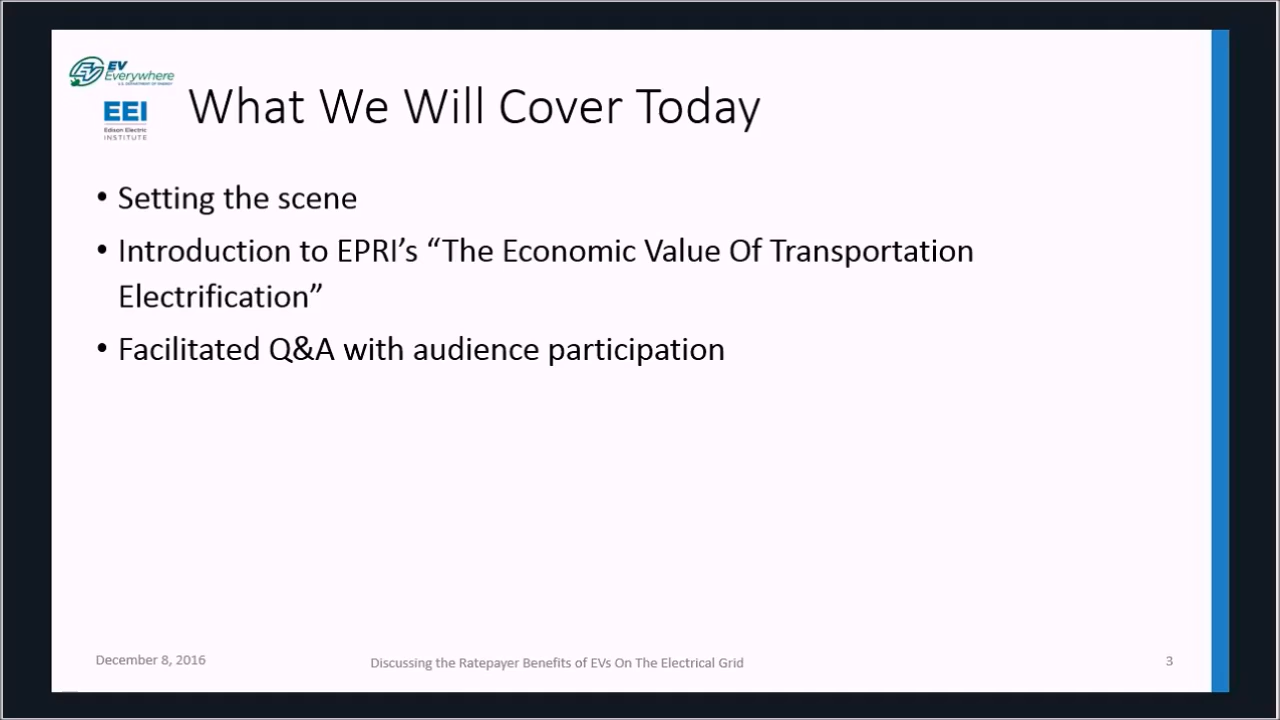 EV
Everywhere
U.S. DEPARTMENT OF ENERGY
EEI
Edison Electric
INSTITUTE
What We Will Cover Today
• Setting the scene
• Introduction to EPRI’s “The Economic Value Of Transportation
Electrification”
• Facilitated Q&A with audience participation
December 8, 2016
Discussing the Ratepayer Benefits of EVs On The Electrical Grid
3